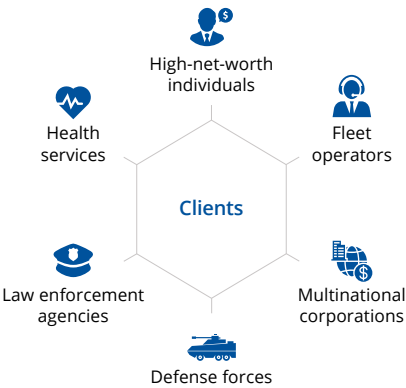 High-net-worth
individuals
Health
services
Fleet
operators
Clients
Law enforcement
agencies
Multinational
corporations
Defense forces